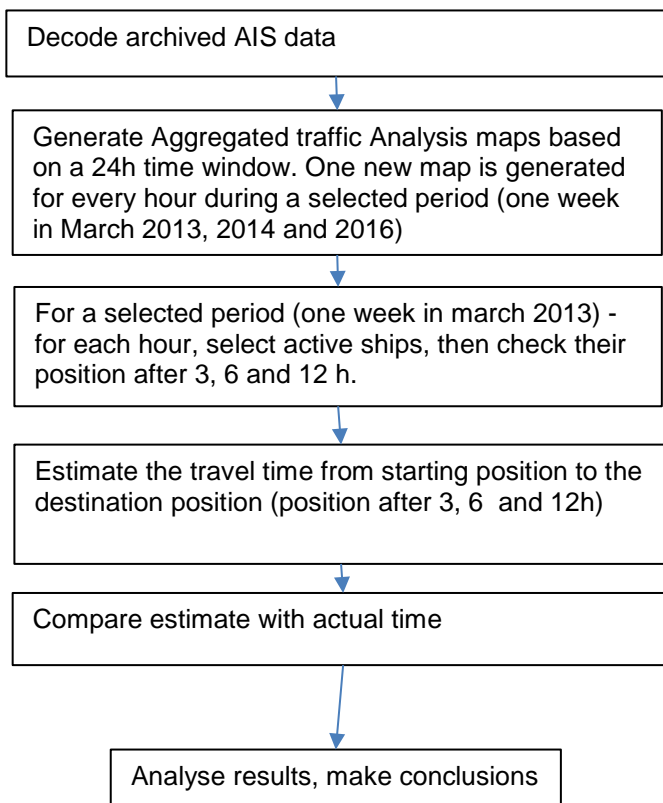 Decode archived AIS data
Generate Aggregated traffic Analysis maps based
on a 24h time window. One new map is generated
for every hour during a selected period (one week
in March 2013, 2014 and 2016)
For a selected period (one week in march 2013) -
for each hour, select active ships, then check their
position after 3, 6 and 12 h.
Estimate the travel time from starting position to the
destination position (position after 3, 6 and 12h)
Compare estimate with actual time
Analyse results, make conclusions